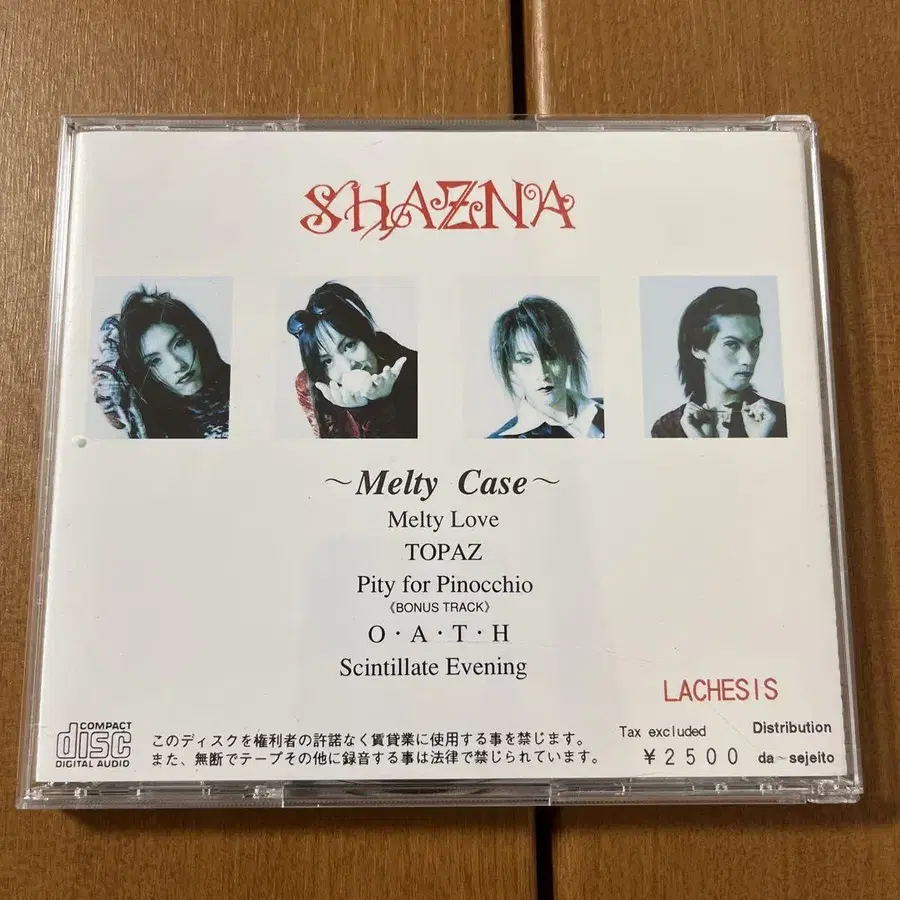 SHAZNA
~Melty Case~
Melty Love
TOPAZ
Pity for Pinocchio
《BONUS TRACK》
O・A・T・H
Scintillate Evening
LACHESIS
COMPACT
disc
DIGITAL AUDIO
このディスクを権利者の許諾なく賃貸業に使用する事を禁じます。
また、無断でテープその他に録音する事は法律で禁じられています。
Tax excluded
¥2500
Distribution
da~sejeito